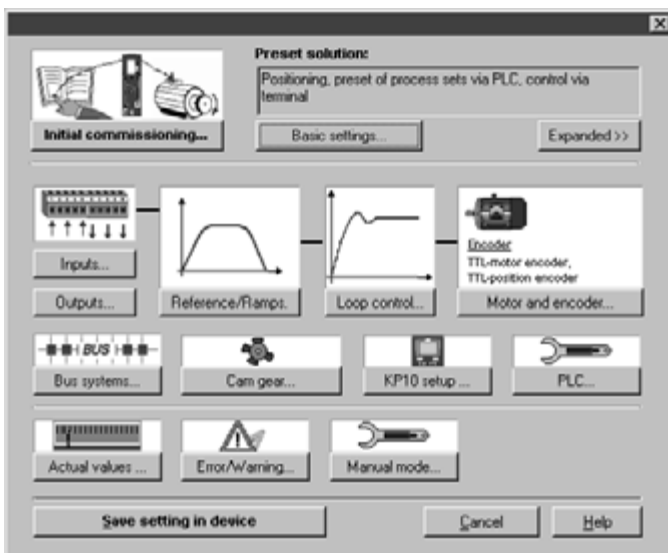 Preset solution:
Positioning, preset of process sets via PLC, control via
terminal
Initial commissioning...
Basic settings...
Expanded >>
Inputs...
Outputs...
Reference/Ramps.
Loop control...
Encoder
TTL-motor encoder,
TTL-position encoder
Motor and encoder...
BUS
Bus systems...
Cam gear...
KP10 setup ...
PLC...
Actual values ...
Error/Warning...
Manual mode...
Save setting in device
Cancel
Help